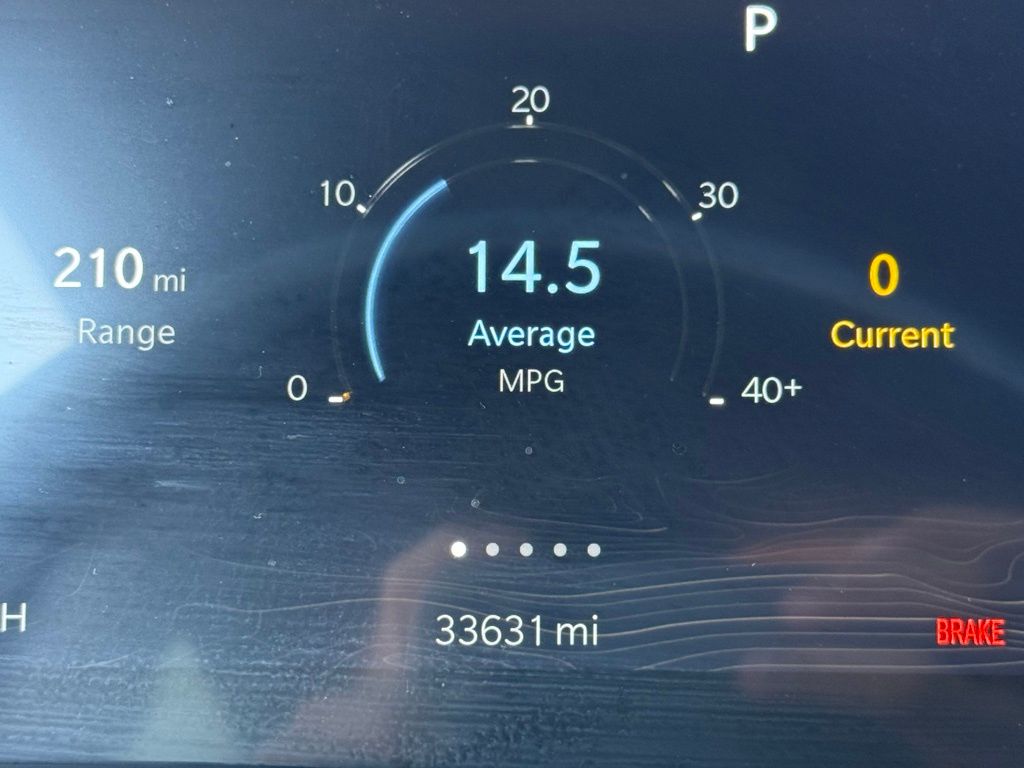 P
20
10
30
210 mi
Range
14.5
Average
MPG
0
Current
0
40+
H
33631 mi
BRAKE